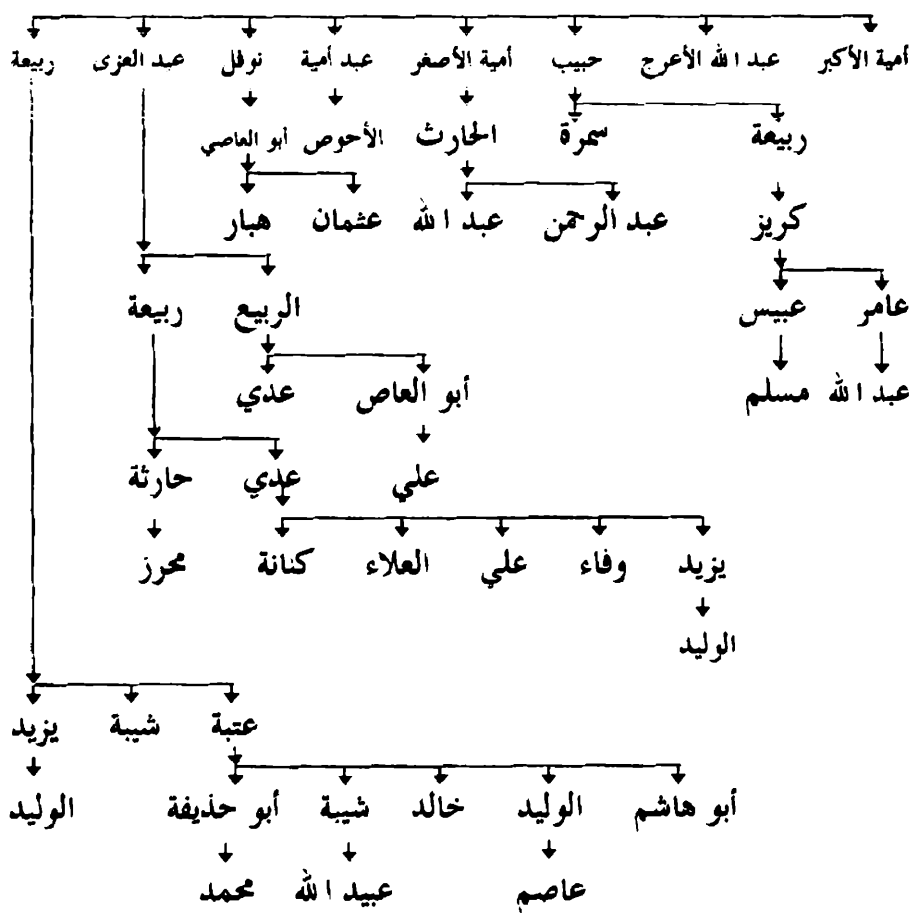 أمية الأكبر عبد الله الأعرج حبيب أمية الأصغر عبد أمية نوفل عبد العزى ربيعة
ربيعة سمرة الحارث الأحوص أبو العاصي
كريز عبد الرحمن عبد الله عثمان هبار
عامر عبيس الربيع ربيعة
عبد الله مسلم أبو العاص عدي
علي عدي حارثة
يزيد وفاء علي العلاء كنانة محرز
الوليد
عتبة شيبة يزيد
أبو هاشم الوليد خالد شيبة أبو حذيفة الوليد
عاصم عبيد الله محمد